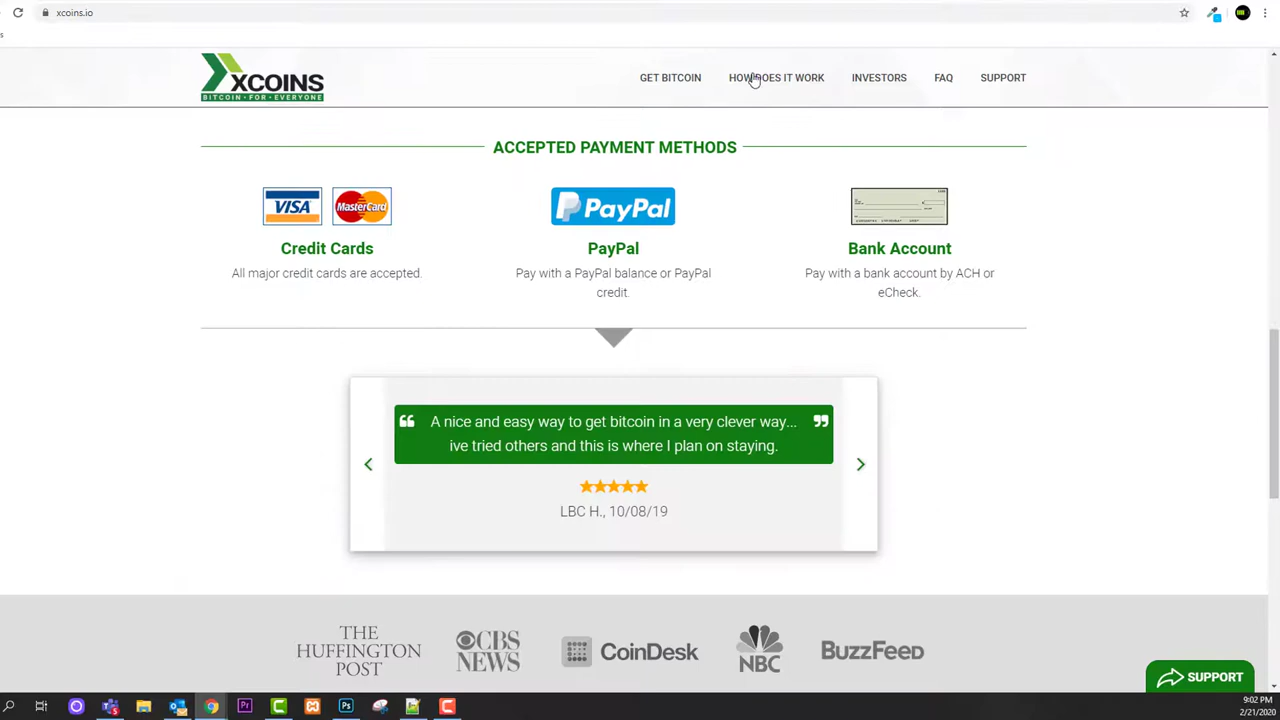 xcoins.io
XCOINS
BITCOIN • FOR • EVERYONE
GET BITCOIN
HOW DOES IT WORK
INVESTORS
FAQ
SUPPORT
ACCEPTED PAYMENT METHODS
VISA
MasterCard
PayPal
Credit Cards
PayPal
Bank Account
All major credit cards are accepted.
Pay with a PayPal balance or PayPal
credit.
Pay with a bank account by ACH or
eCheck.
“ A nice and easy way to get bitcoin in a very clever way... ”
ive tried others and this is where I plan on staying.
LBC H., 10/08/19
THE
HUFFINGTON
POST
CBS
NEWS
CoinDesk
NBC
BuzzFeed
SUPPORT
9:02 PM
2/21/2020